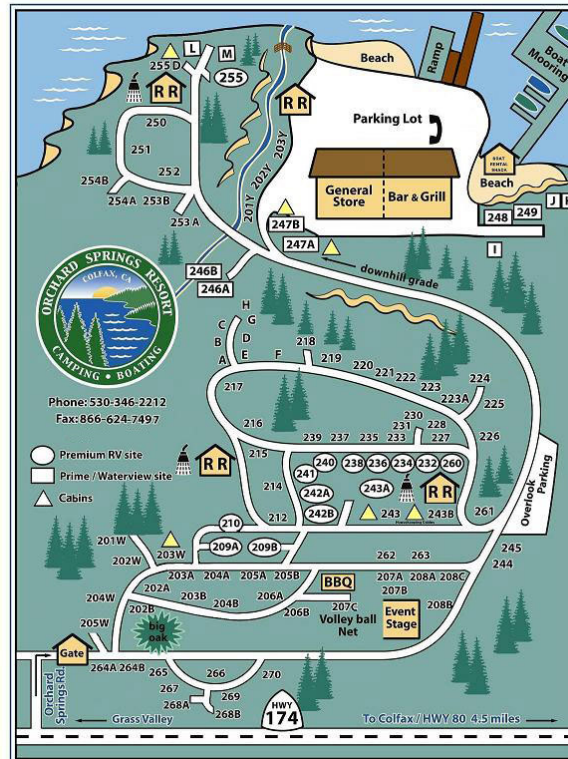 L
M
255 D
255
R R
R R
250
251
252
254B
254A
253B
253 A
201Y
202Y
203Y
Beach
Ramp
Boat
Mooring
Parking Lot
General
Store
Bar & Grill
BOAT
RENTAL
SHACK
Beach
J
248
249
I
247B
247A
246B
246A
downhill grade
ORCHARD SPRINGS RESORT
COLFAX, CA
CAMPING • BOATING
Phone: 530-346-2212
Fax: 866-624-7497
Premium RV site
Prime / Waterview site
Cabins
H
G
C
B
D
A
E
F
218
219
220
221
222
223
223A
224
225
217
216
215
214
212
239
237
235
233
231
230
228
227
226
R R
241
240
238
236
234
232
260
242A
243A
242B
243
243B
R R
261
Overlook
Parking
210
209A
209B
245
244
201W
202W
203W
203A
204A
205A
205B
262
263
202A
203B
204B
206A
206B
BBQ
207A
208A
208C
207B
208B
207C
Volley ball
Net
Event
Stage
204W
205W
202B
big
oak
Gate
264A
264B
265
266
267
268A
268B
269
270
Orchard
Springs Rd.
Grass Valley
HWY
174
To Colfax / HWY 80 4.5 miles